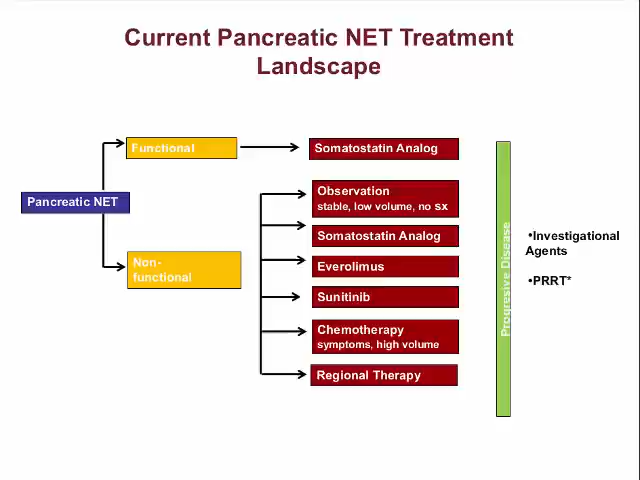 Current Pancreatic NET Treatment
Landscape
Functional
Somatostatin Analog
Pancreatic NET
Observation
stable, low volume, no sx
Somatostatin Analog
Non-
functional
Everolimus
Sunitinib
Chemotherapy
symptoms, high volume
Regional Therapy
Progresive Disease
•Investigational
Agents
•PRRT*